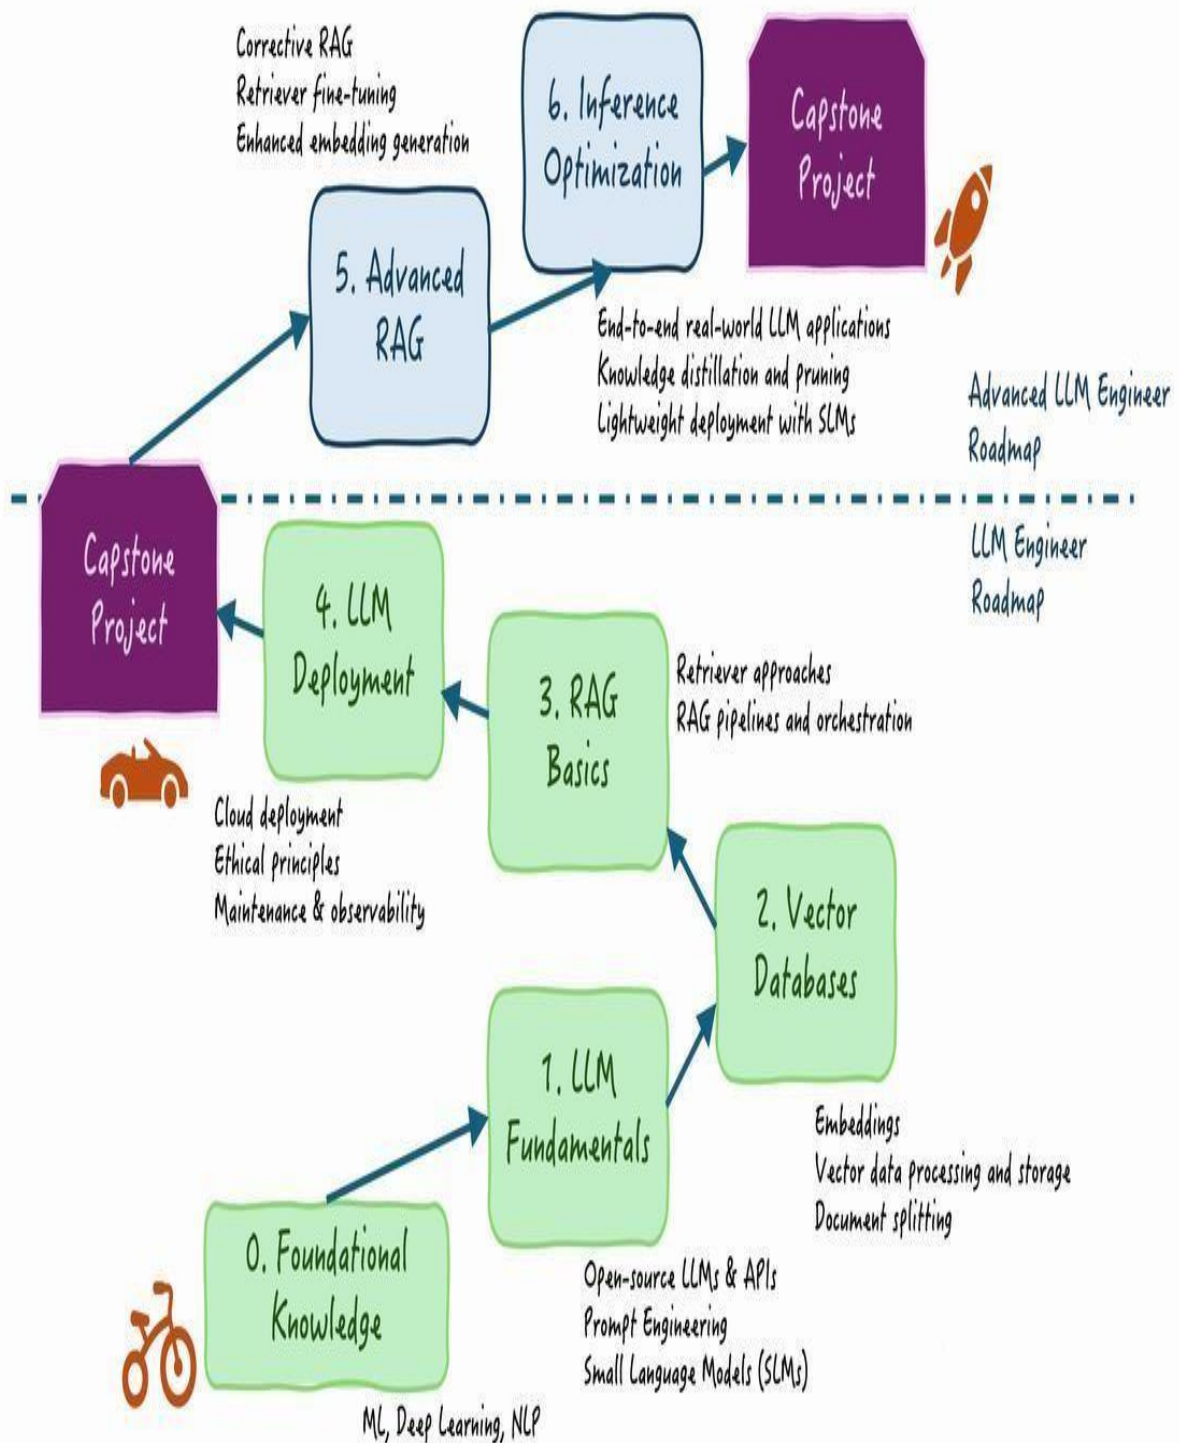 Corrective RAG
Retriever fine-tuning
Enhanced embedding generation
6. Inference
Optimization
Capstone
Project
5. Advanced
RAG
End-to-end real-world LLM applications
Knowledge distillation and pruning
Lightweight deployment with SLMs
Advanced LLM Engineer
Roadmap
LLM Engineer
Roadmap
Capstone
Project
4. LLM
Deployment
3. RAG
Basics
Retriever approaches
RAG pipelines and orchestration
Cloud deployment
Ethical principles
Maintenance & observability
2. Vector
Databases
1. LLM
Fundamentals
Embeddings
Vector data processing and storage
Document splitting
0. Foundational
Knowledge
Open-source LLMs & APIs
Prompt Engineering
Small Language Models (SLMs)
ML, Deep Learning, NLP